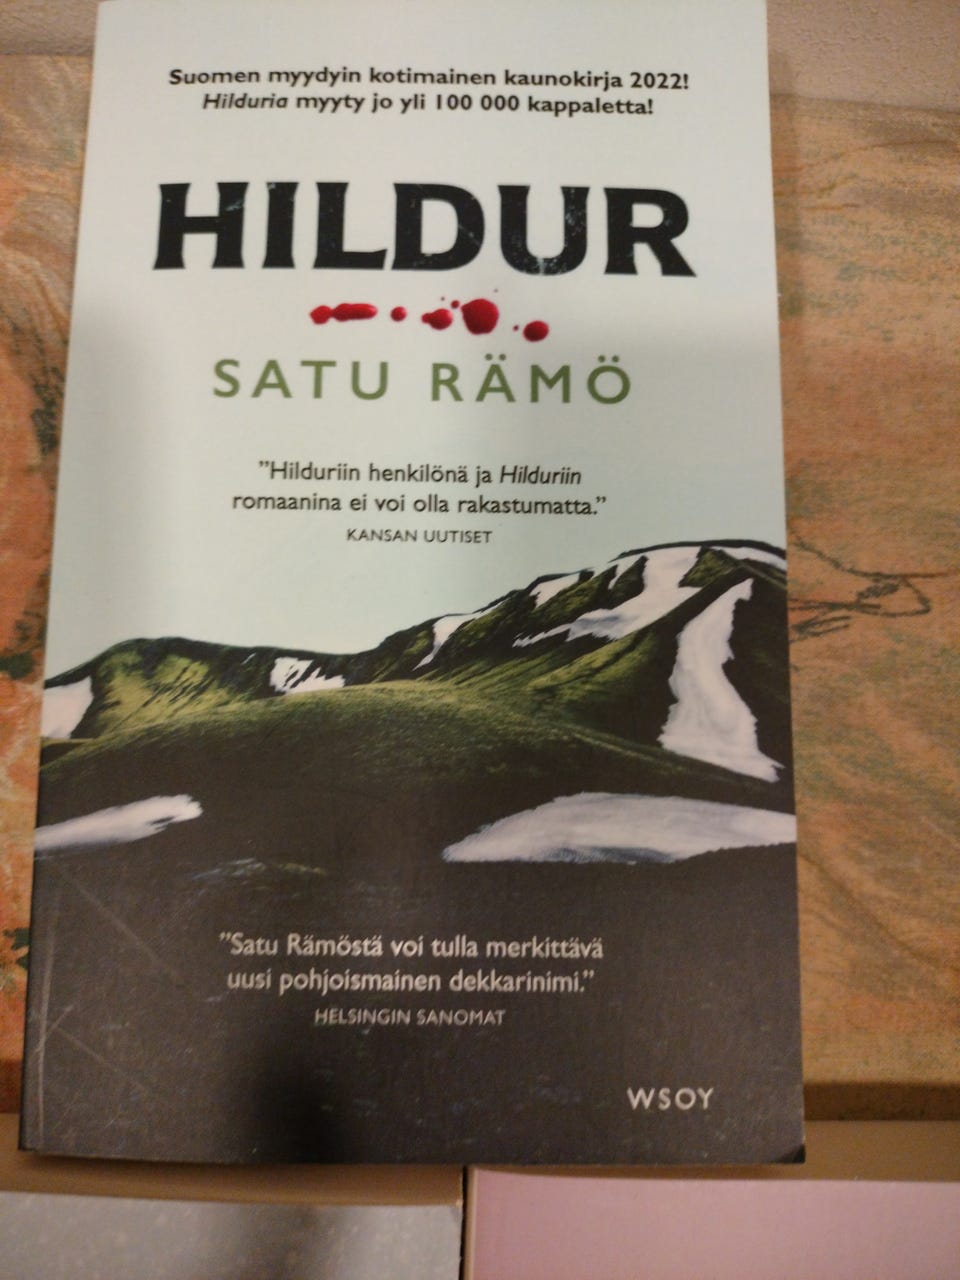 Suomen myydyin kotimainen kaunokirja 2022!
Hilduria myyty jo yli 100 000 kappaletta!
HILDUR
SATU RÄMÖ
”Hilduriin henkilönä ja Hilduriin
romaanina ei voi olla rakastumatta.”
KANSAN UUTISET
”Satu Rämöstä voi tulla merkittävä
uusi pohjoismainen dekkarinimi.”
HELSINGIN SANOMAT
WSOY